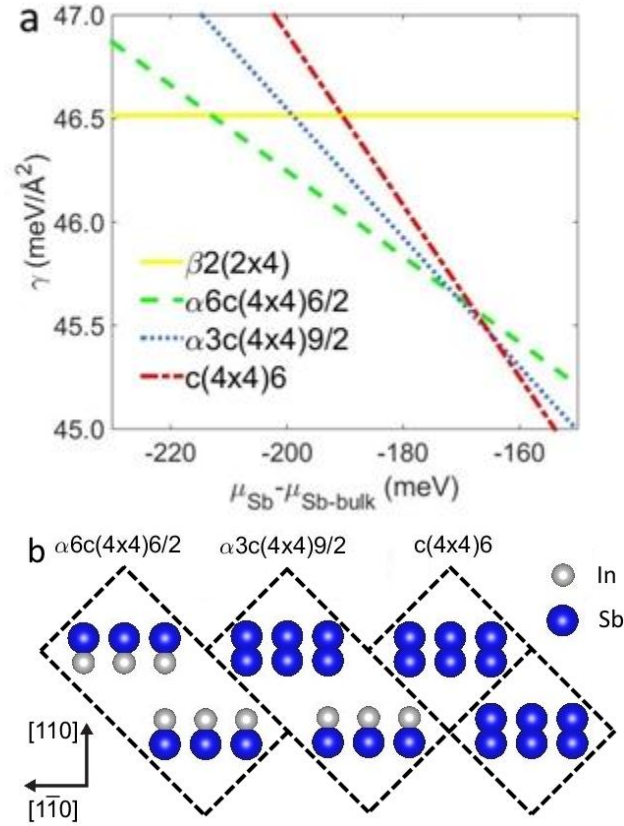 a
47.0
46.5
46.0
45.5
45.0
γ (meV/Å²)
β2(2x4)
α6c(4x4)6/2
α3c(4x4)9/2
c(4x4)6
-220 -200 -180 -160
μSb-μSb-bulk (meV)
b α6c(4x4)6/2 α3c(4x4)9/2 c(4x4)6
In
Sb
[110]
[11̅0]